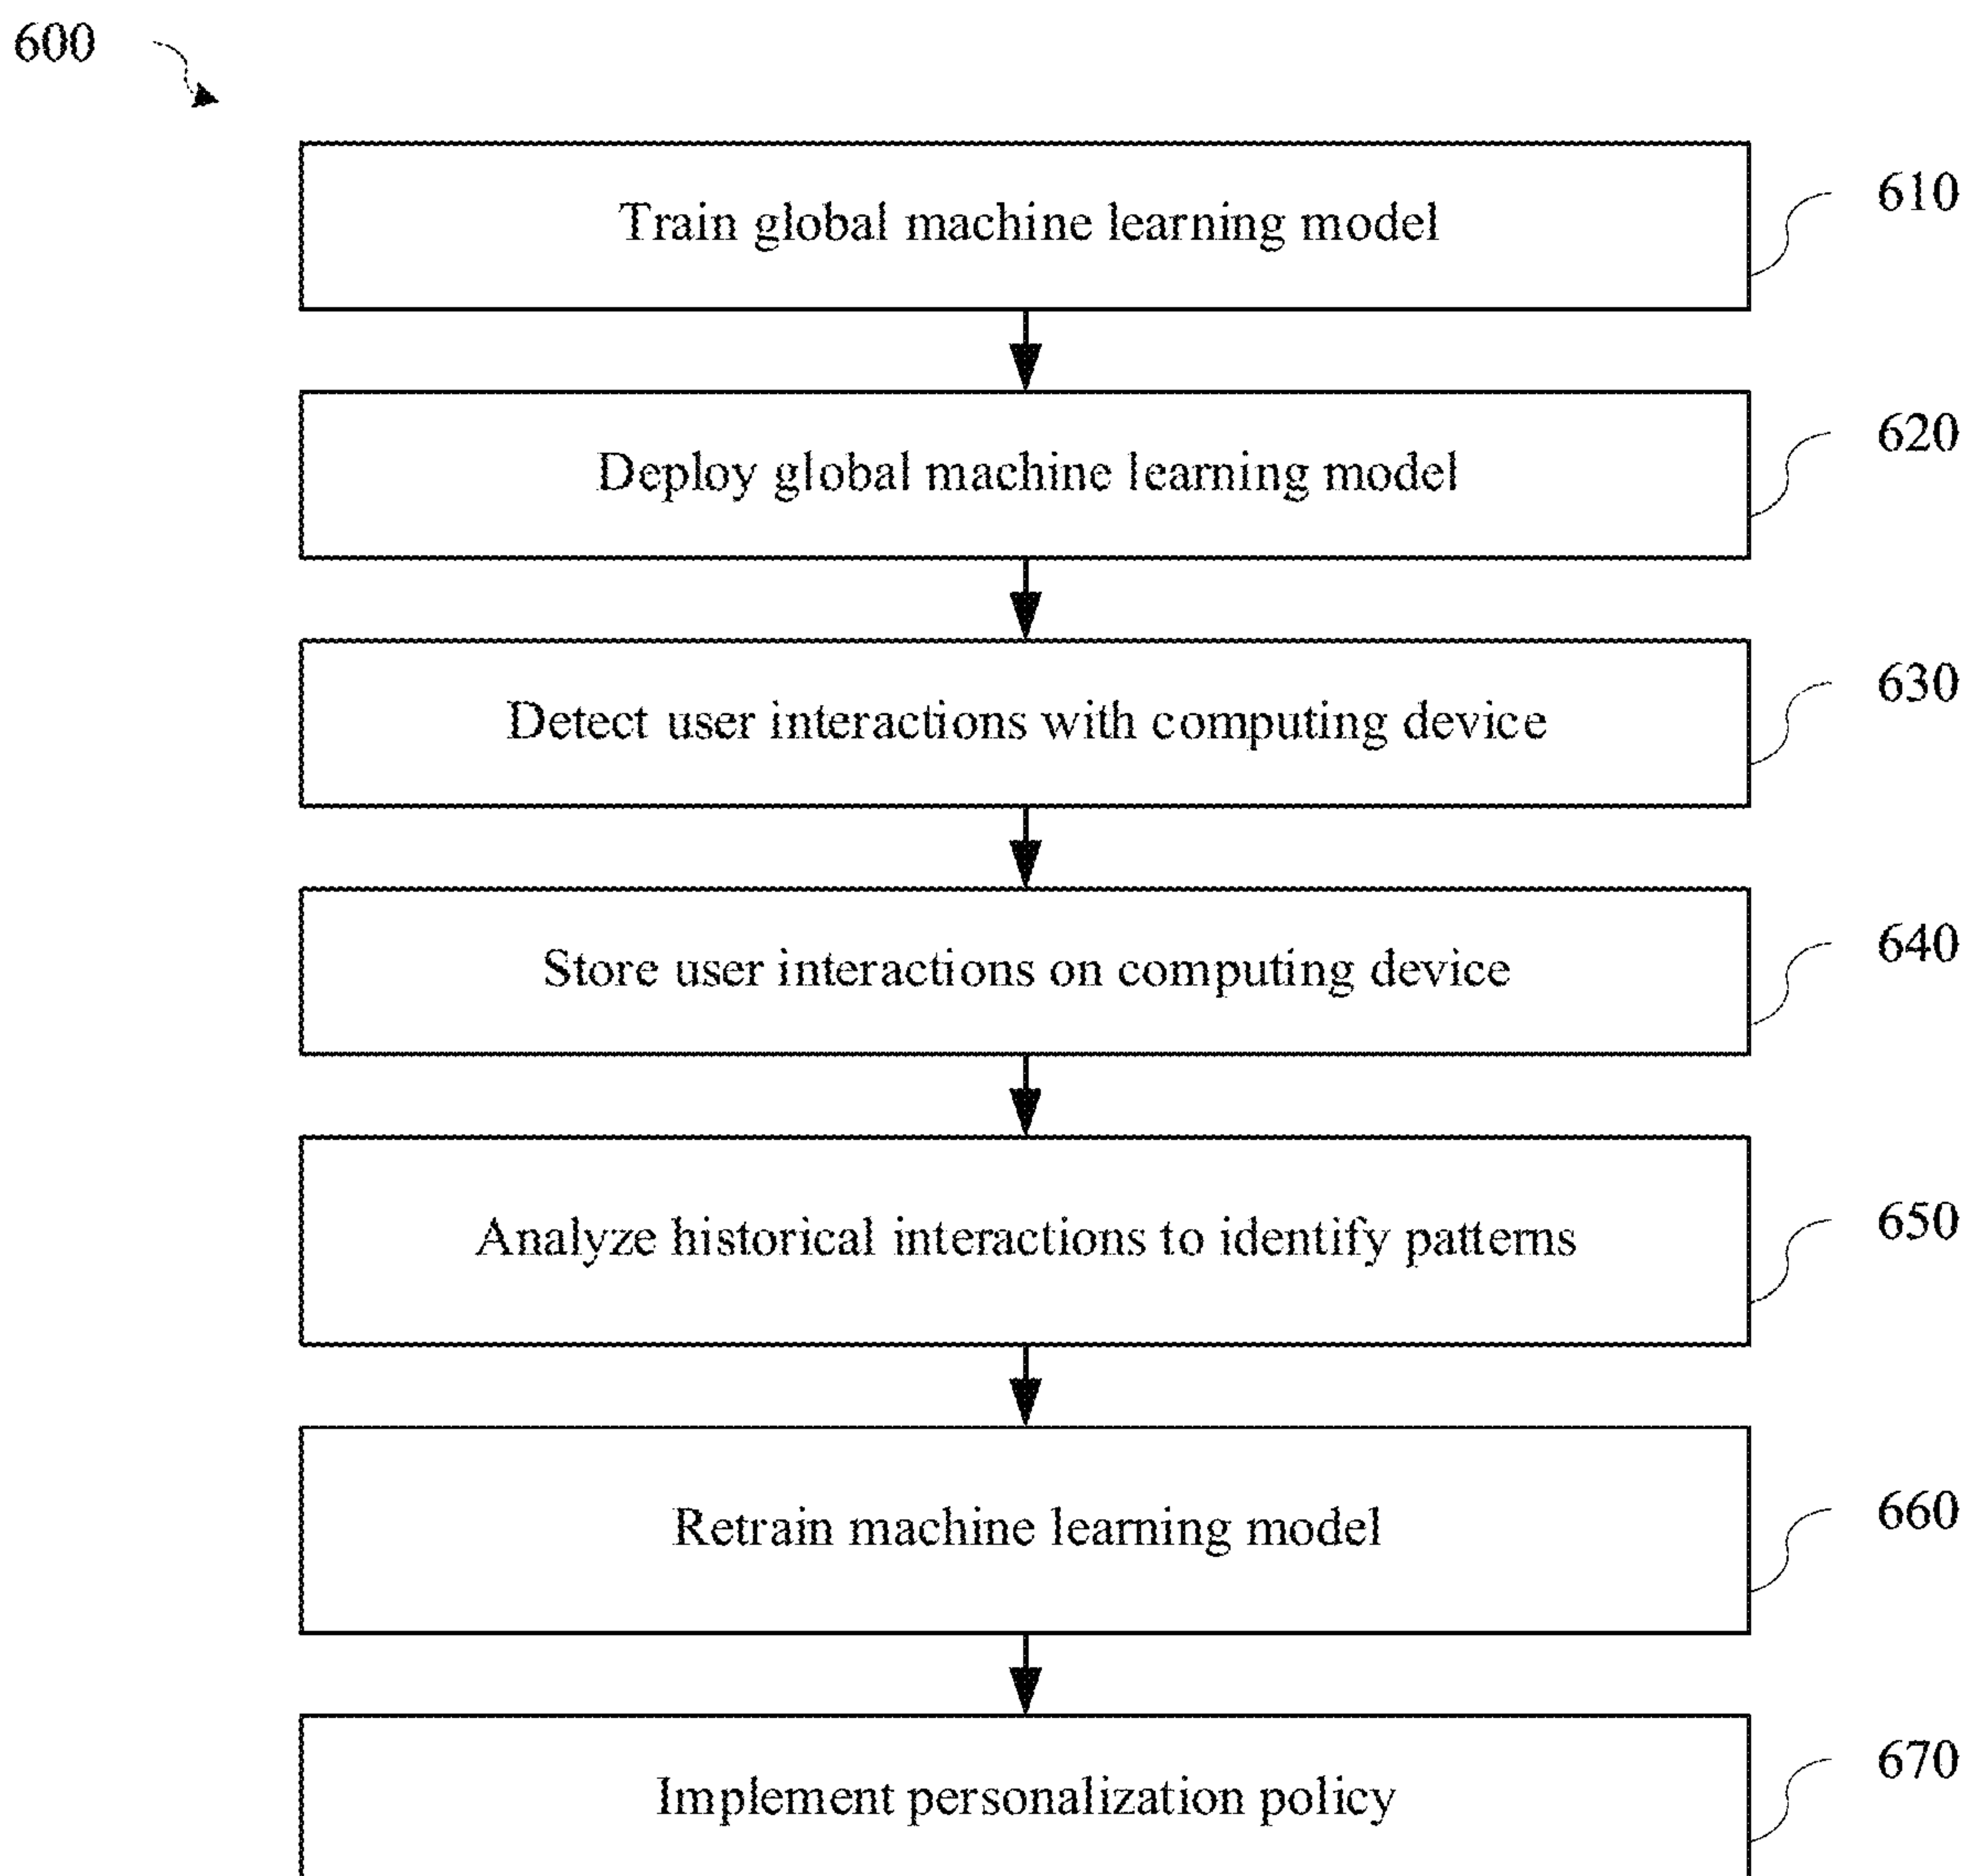 600
Train global machine learning model
610
Deploy global machine learning model
620
Detect user interactions with computing device
630
Store user interactions on computing device
640
Analyze historical interactions to identify patterns
650
Retrain machine learning model
660
Implement personalization policy
670